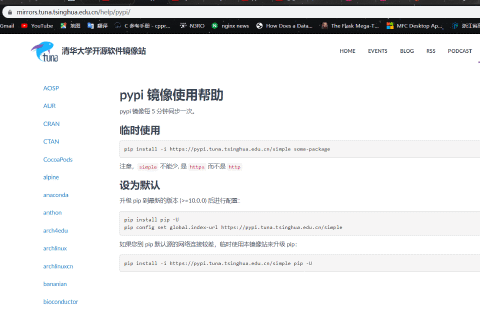 mirrors.tuna.tsinghua.edu.cn/help/pypi/
Gmail YouTube 地图 翻译 C 参考手册 - cppr... N3RO nginx news How Does a Data... The Flask Mega-T... MFC Desktop Ap...
tuna 清华大学开源软件镜像站 HOME EVENTS BLOG RSS PODCAST
AOSP
AUR
CRAN
CTAN
CocoaPods
alpine
anaconda
anthon
arch4edu
archlinux
archlinuxcn
bananian
bioconductor
pypi 镜像使用帮助
pypi 镜像每 5 分钟同步一次。
临时使用
pip install -i https://pypi.tuna.tsinghua.edu.cn/simple some-package
注意，simple 不能少, 是 https 而不是 http
设为默认
升级 pip 到最新的版本 (>=10.0.0) 后进行配置：
pip install pip -U
pip config set global.index-url https://pypi.tuna.tsinghua.edu.cn/simple
如果您到 pip 默认源的网络连接较差，临时使用本镜像站来升级 pip：
pip install -i https://pypi.tuna.tsinghua.edu.cn/simple pip -U